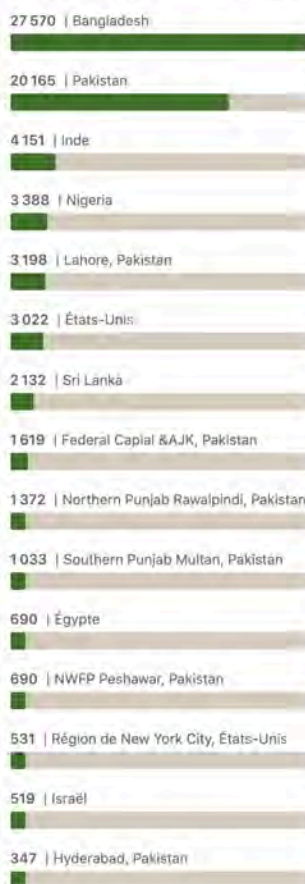 27 570 | Bangladesh
20 165 | Pakistan
4 151 | Inde
3 388 | Nigeria
3 198 | Lahore, Pakistan
3 022 | États-Unis
2 132 | Sri Lanka
1 619 | Federal Capial &AJK, Pakistan
1 372 | Northern Punjab Rawalpindi, Pakistan
1 033 | Southern Punjab Multan, Pakistan
690 | Égypte
690 | NWFP Peshawar, Pakistan
531 | Région de New York City, États-Unis
519 | Israël
347 | Hyderabad, Pakistan